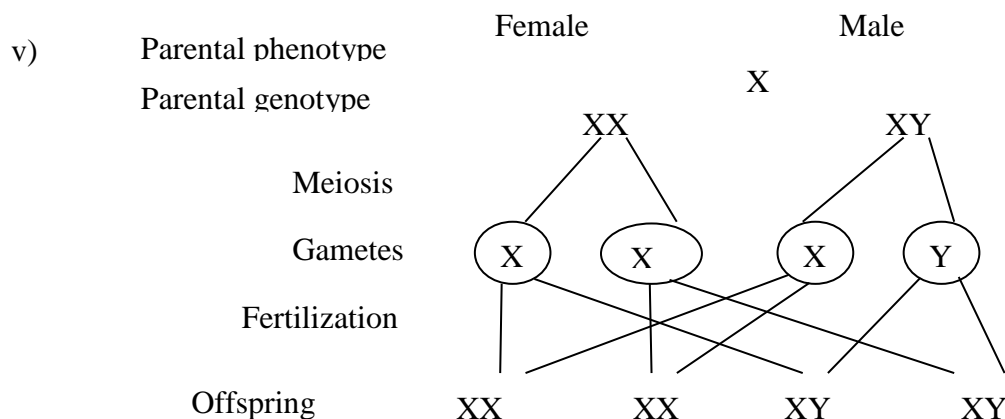 Female Male
v) Parental phenotype
X
Parental genotype
XX XY
Meiosis
Gametes X X X Y
Fertilization
Offspring XX XX XY XY